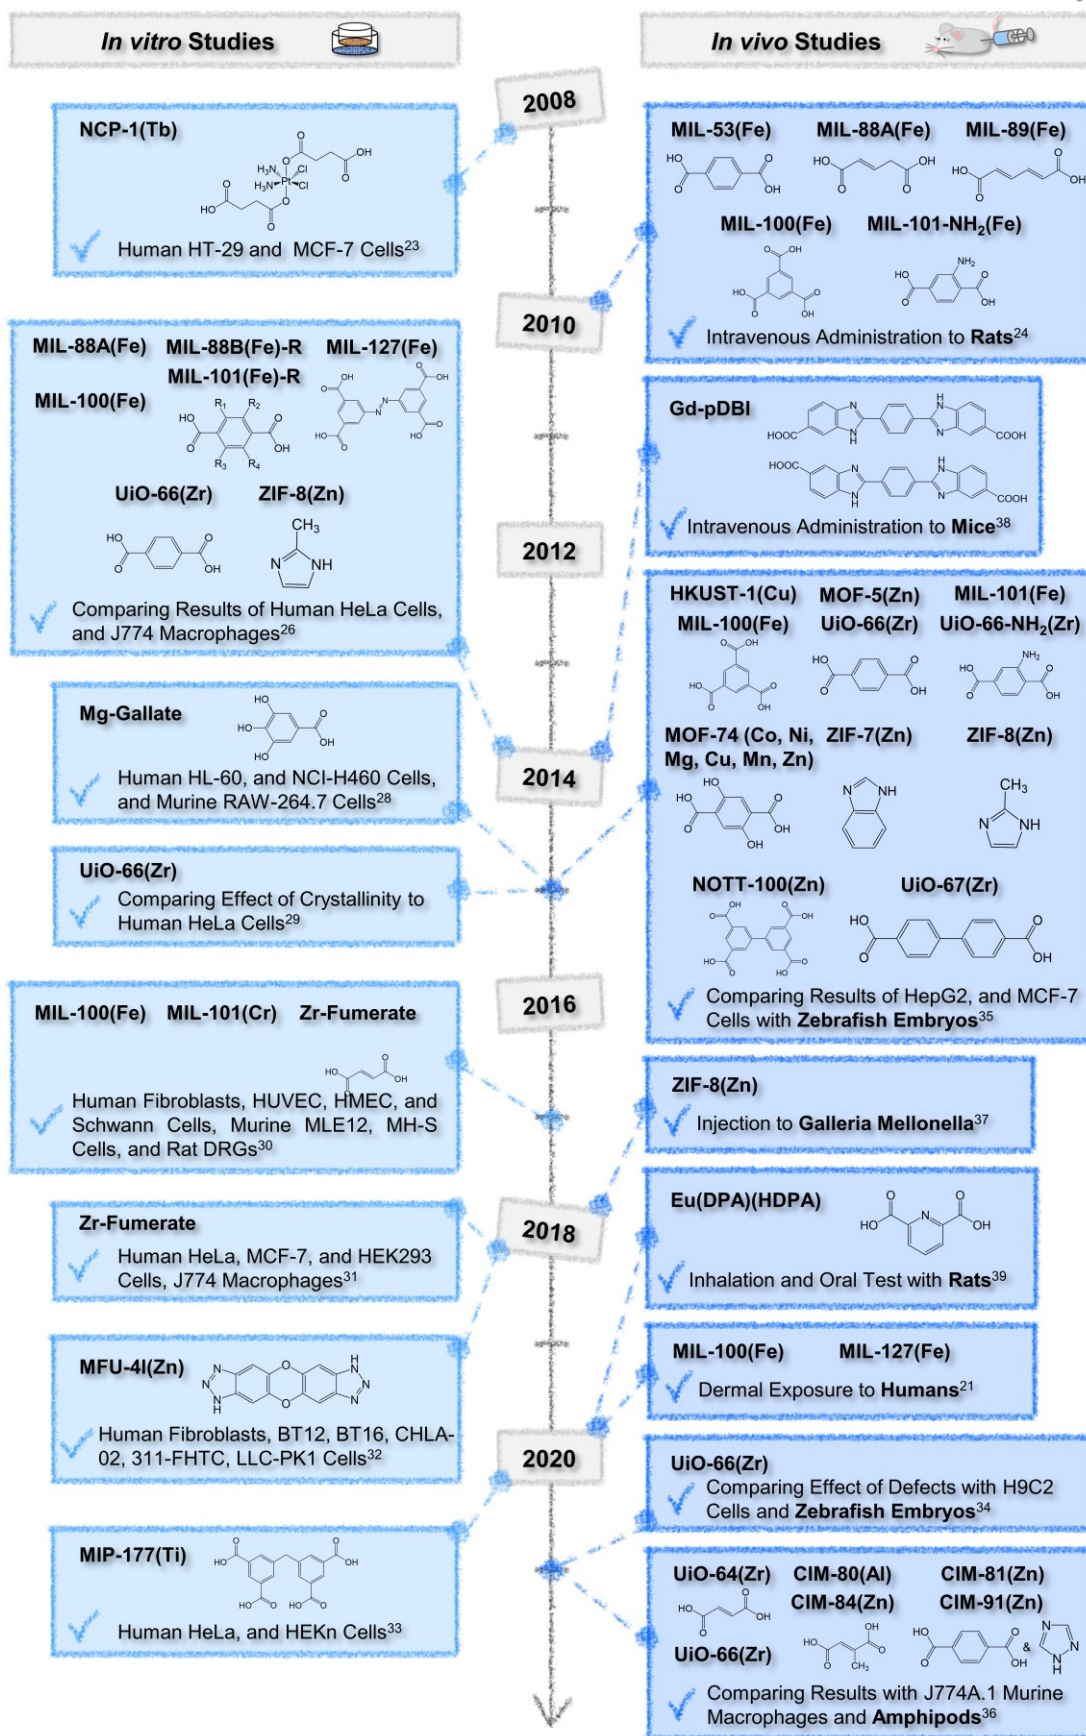 In vitro Studies
In vivo Studies
2008
2010
2012
2014
2016
2018
2020
NCP-1(Tb)
Human HT-29 and MCF-7 Cells23
MIL-88A(Fe) MIL-88B(Fe)-R MIL-127(Fe)
MIL-101(Fe)-R
MIL-100(Fe)
UiO-66(Zr) ZIF-8(Zn)
Comparing Results of Human HeLa Cells,
and J774 Macrophages26
Mg-Gallate
Human HL-60, and NCI-H460 Cells,
and Murine RAW-264.7 Cells28
UiO-66(Zr)
Comparing Effect of Crystallinity to
Human HeLa Cells29
MIL-100(Fe) MIL-101(Cr) Zr-Fumerate
Human Fibroblasts, HUVEC, HMEC, and
Schwann Cells, Murine MLE12, MH-S
Cells, and Rat DRGs30
Zr-Fumerate
Human HeLa, MCF-7, and HEK293
Cells, J774 Macrophages31
MFU-4l(Zn)
Human Fibroblasts, BT12, BT16, CHLA-
02, 311-FHTC, LLC-PK1 Cells32
MIP-177(Ti)
Human HeLa, and HEKn Cells33
MIL-53(Fe) MIL-88A(Fe) MIL-89(Fe)
MIL-100(Fe) MIL-101-NH2(Fe)
Intravenous Administration to Rats24
Gd-pDBI
Intravenous Administration to Mice38
HKUST-1(Cu) MOF-5(Zn) MIL-101(Fe)
MIL-100(Fe) UiO-66(Zr) UiO-66-NH2(Zr)
MOF-74 (Co, Ni, ZIF-7(Zn) ZIF-8(Zn)
Mg, Cu, Mn, Zn)
NOTT-100(Zn) UiO-67(Zr)
Comparing Results of HepG2, and MCF-7
Cells with Zebrafish Embryos35
ZIF-8(Zn)
Injection to Galleria Mellonella37
Eu(DPA)(HDPA)
Inhalation and Oral Test with Rats39
MIL-100(Fe) MIL-127(Fe)
Dermal Exposure to Humans21
UiO-66(Zr)
Comparing Effect of Defects with H9C2
Cells and Zebrafish Embryos34
UiO-64(Zr) CIM-80(Al) CIM-81(Zn)
CIM-84(Zn) CIM-91(Zn)
UiO-66(Zr)
&
Comparing Results with J774A.1 Murine
Macrophages and Amphipods36